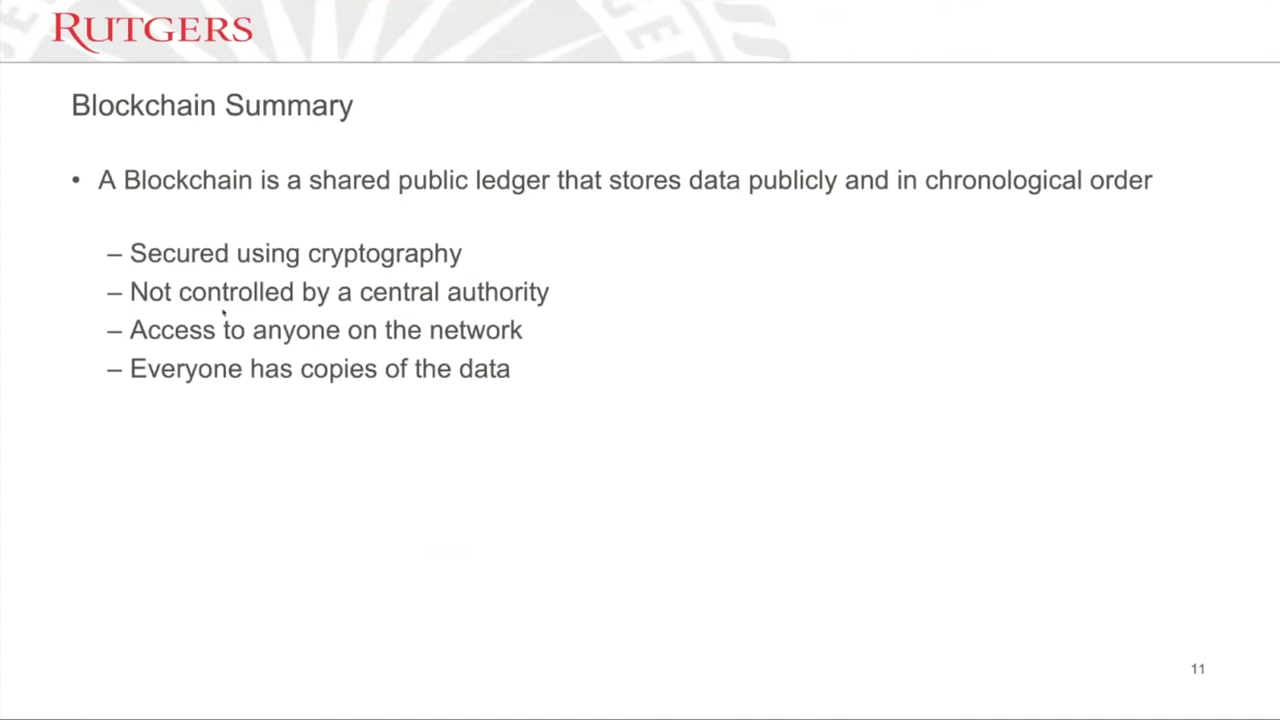 RUTGERS
Blockchain Summary
• A Blockchain is a shared public ledger that stores data publicly and in chronological order
– Secured using cryptography
– Not controlled by a central authority
– Access to anyone on the network
– Everyone has copies of the data
11